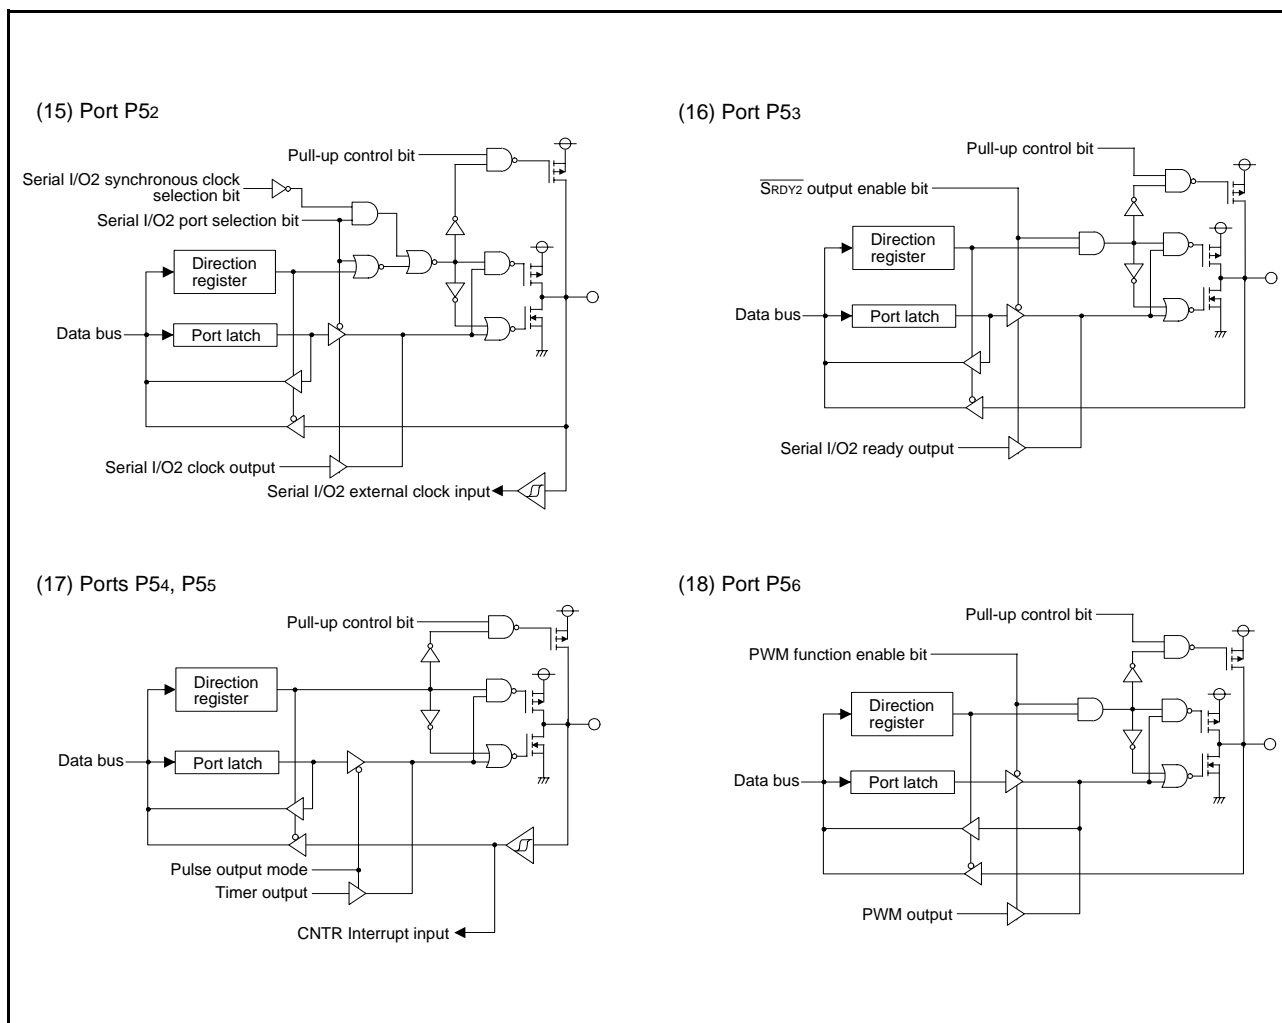 (15) Port P52
Pull-up control bit
Serial I/O2 synchronous clock
selection bit
Serial I/O2 port selection bit
Direction
register
Data bus
Port latch
Serial I/O2 clock output
Serial I/O2 external clock input
(16) Port P53
Pull-up control bit
SRDY2 output enable bit
Direction
register
Data bus
Port latch
Serial I/O2 ready output
(17) Ports P54, P55
Pull-up control bit
Direction
register
Data bus
Port latch
Pulse output mode
Timer output
CNTR Interrupt input
(18) Port P56
Pull-up control bit
PWM function enable bit
Direction
register
Data bus
Port latch
PWM output